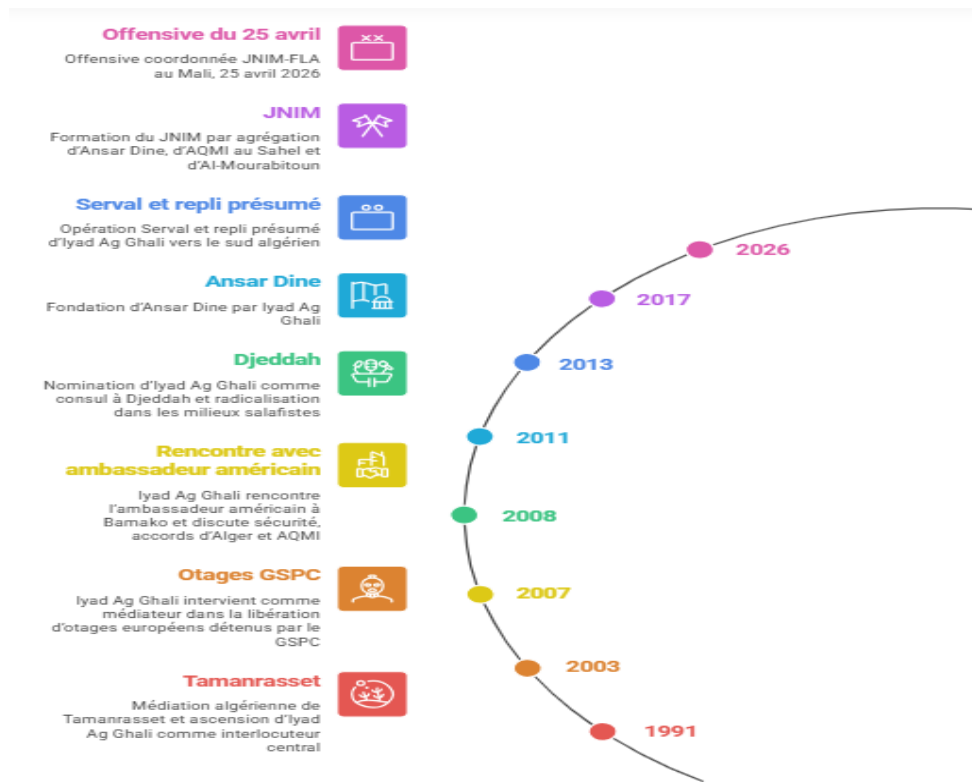 Offensive du 25 avril
Offensive coordonnée JNIM-FLA
au Mali, 25 avril 2026
JNIM
Formation du JNIM par agrégation
d'Ansar Dine, d'AQMI au Sahel et
d'Al-Mourabitoun
Serval et repli présumé
Opération Serval et repli présumé
d'Iyad Ag Ghali vers le sud algérien
Ansar Dine
Fondation d'Ansar Dine par Iyad Ag
Ghali
Djeddah
Nomination d'Iyad Ag Ghali comme
consul à Djeddah et radicalisation
dans les milieux salafistes
Rencontre avec
ambassadeur américain
Iyad Ag Ghali rencontre
l'ambassadeur américain à
Bamako et discute sécurité,
accords d'Alger et AQMI
Otages GSPC
Iyad Ag Ghali intervient comme
médiateur dans la libération
d'otages européens détenus par le
GSPC
Tamanrasset
Médiation algérienne de
Tamanrasset et ascension d'Iyad
Ag Ghali comme interlocuteur
central
2026
2017
2013
2011
2008
2007
2003
1991